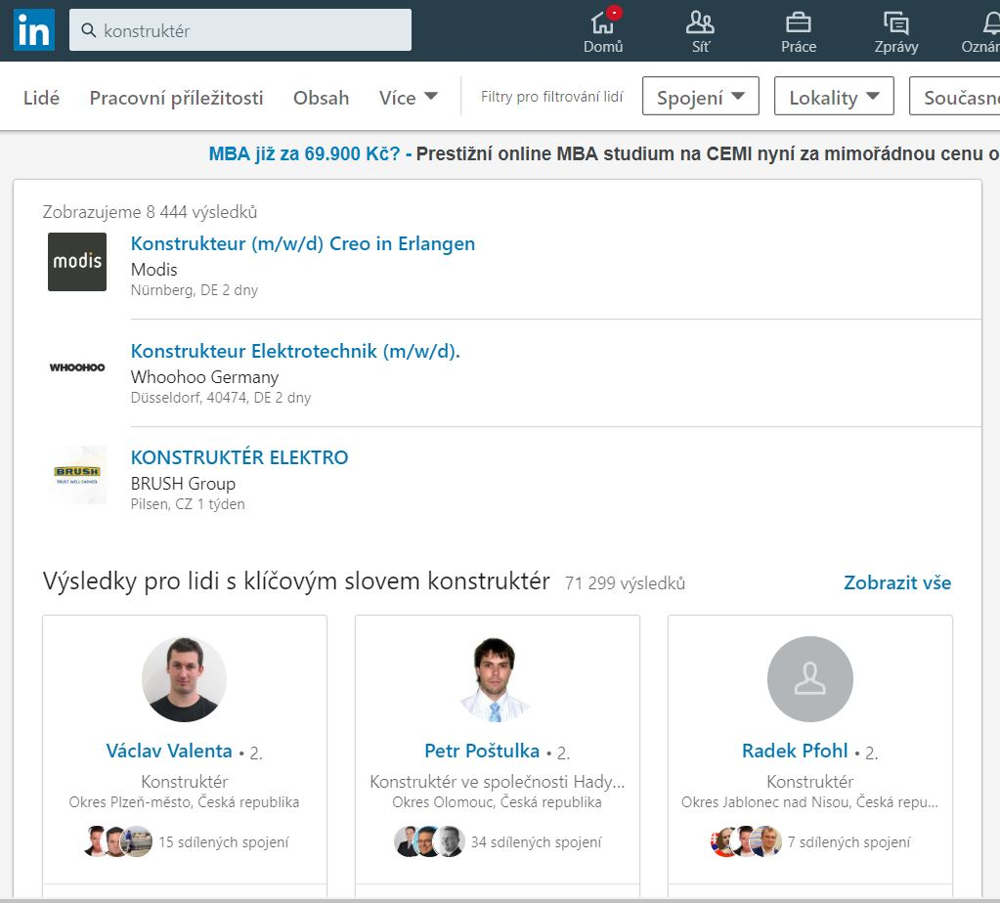 in
konstruktér
Domů
Síť
Práce
Zprávy
Oznám
Lidé
Pracovní příležitosti
Obsah
Více
Filtry pro filtrování lidí
Spojení
Lokality
Současn
MBA již za 69.900 Kč? - Prestižní online MBA studium na CEMI nyní za mimořádnou cenu o
Zobrazujeme 8 444 výsledků
modis
Konstrukteur (m/w/d) Creo in Erlangen
Modis
Nürnberg, DE 2 dny
WHOOHOO
Konstrukteur Elektrotechnik (m/w/d).
Whoohoo Germany
Düsseldorf, 40474, DE 2 dny
BRUSH
TRUST WELL EARNED
KONSTRUKTÉR ELEKTRO
BRUSH Group
Pilsen, CZ 1 týden
Výsledky pro lidi s klíčovým slovem konstruktér 71 299 výsledků
Zobrazit vše
Václav Valenta • 2.
Konstruktér
Okres Plzeň-město, Česká republika
15 sdílených spojení
Petr Poštulka • 2.
Konstruktér ve společnosti Hady...
Okres Olomouc, Česká republika
34 sdílených spojení
Radek Pfohl • 2.
Konstruktér
Okres Jablonec nad Nisou, Česká repu...
7 sdílených spojení